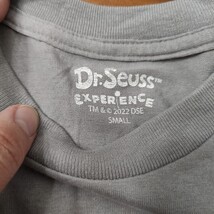 Dr. Seuss
EXPERIENCE
TM & © 2022 DSE
SMALL